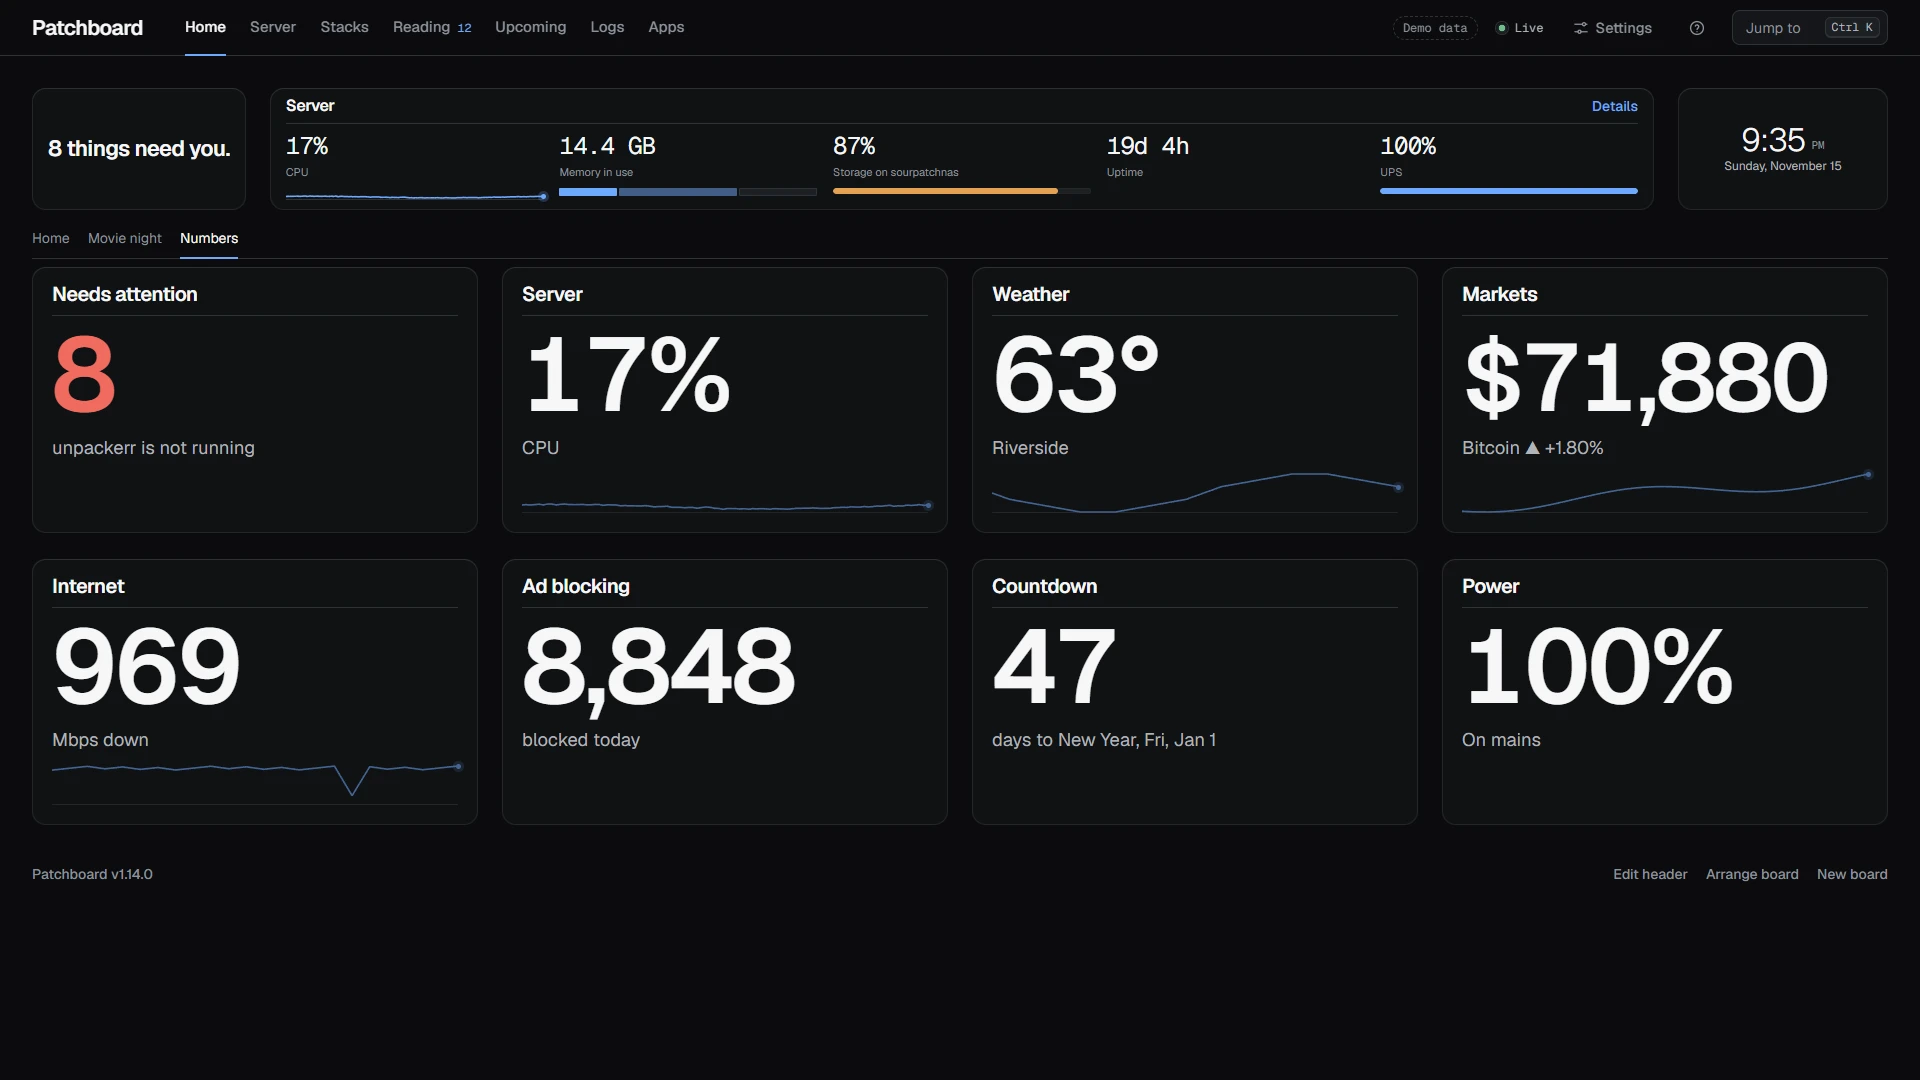 Patchboard
Home Server Stacks Reading 12 Upcoming Logs Apps
Demo data Live Settings Jump to Ctrl K
8 things need you.
Server Details
17% 14.4 GB 87% 19d 4h 100%
CPU Memory in use Storage on sourpatchnas Uptime UPS
9:35 PM
Sunday, November 15
Home Movie night Numbers
Needs attention
8
unpackerr is not running
Server
17%
CPU
Weather
63°
Riverside
Markets
$71,880
Bitcoin ▲ +1.80%
Internet
969
Mbps down
Ad blocking
8,848
blocked today
Countdown
47
days to New Year, Fri, Jan 1
Power
100%
On mains
Patchboard v1.14.0
Edit header Arrange board New board